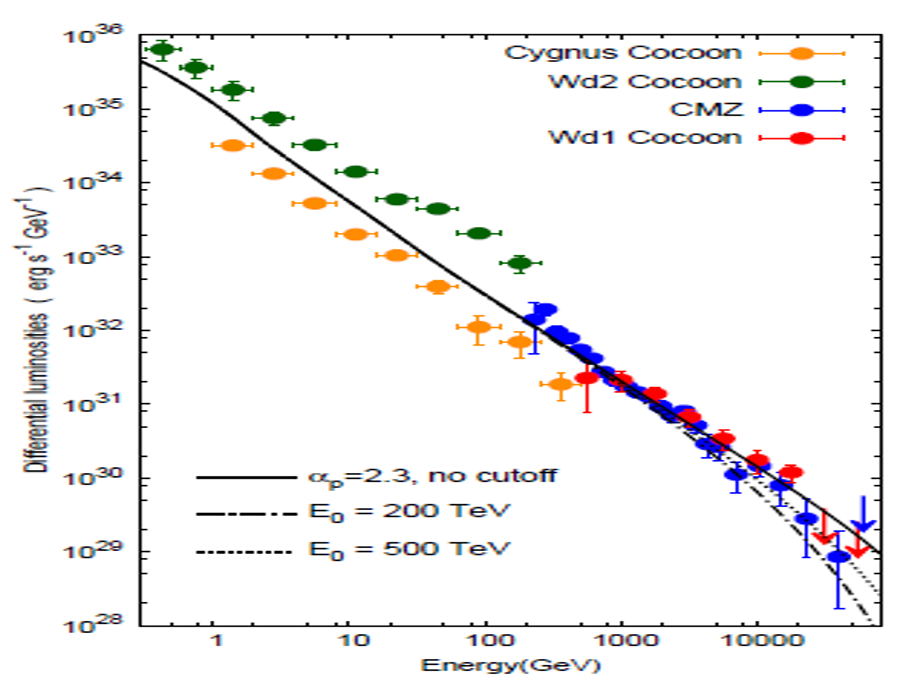 10^36
10^35
10^34
10^33
10^32
10^31
10^30
10^29
10^28
Differential luminosities ( erg s^-1 GeV^-1)
Cygnus Cocoon
Wd2 Cocoon
CMZ
Wd1 Cocoon
α_p=2.3, no cutoff
E_0 = 200 TeV
E_0 = 500 TeV
1 10 100 1000 10000
Energy(GeV)